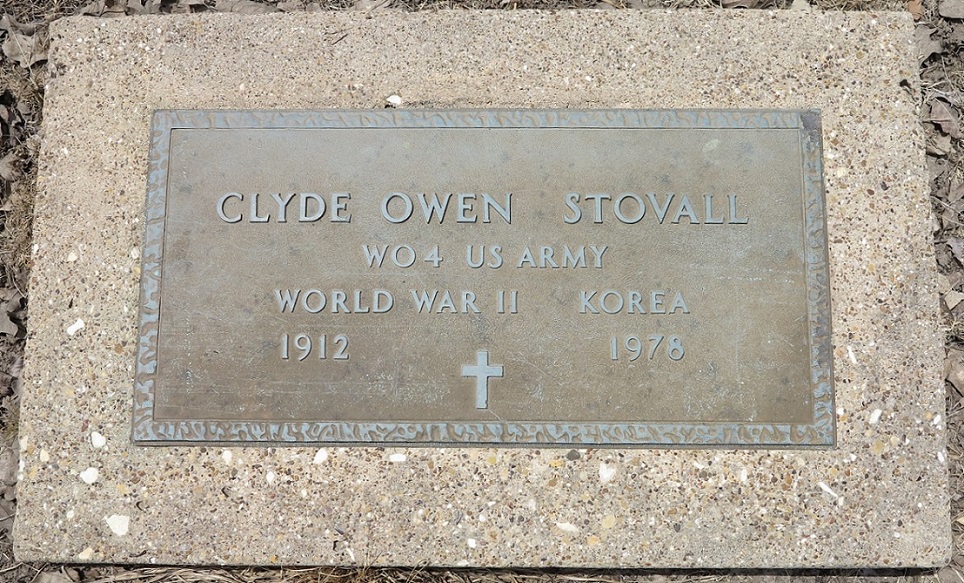 CLYDE OWEN STOVALL
WO4 US ARMY
WORLD WAR II KOREA
1912 1978